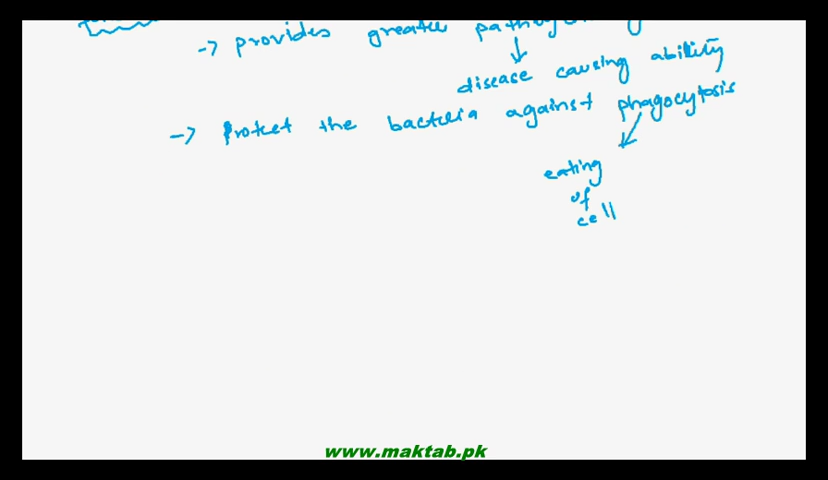 -> provides greater
disease causing ability
-> Protect the bacteria against phagocytosis
eating
of
cell
www.maktab.pk